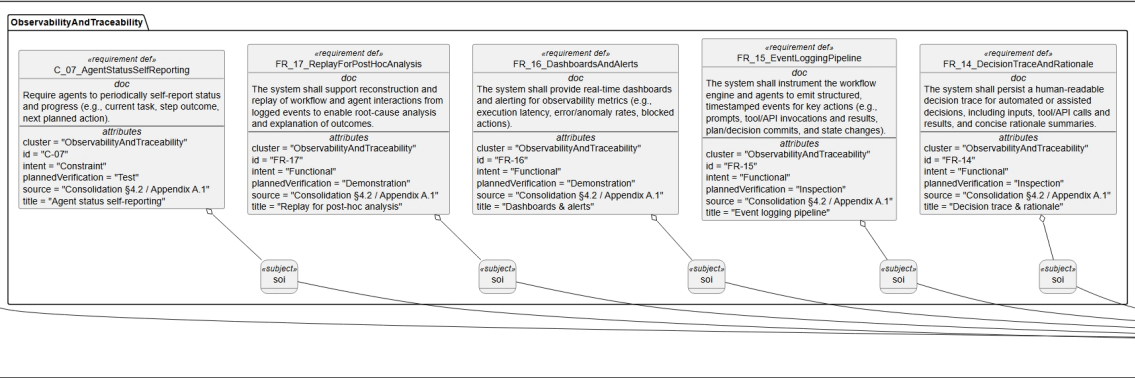 ObservabilityAndTraceability
«requirement def»
C_07_AgentStatusSelfReporting
doc
Require agents to periodically self-report status
and progress (e.g., current task, step outcome,
next planned action).
attributes
cluster = "ObservabilityAndTraceability"
id = "C-07"
intent = "Constraint"
plannedVerification = "Test"
source = "Consolidation §4.2 / Appendix A.1"
title = "Agent status self-reporting"
«requirement def»
FR_17_ReplayForPostHocAnalysis
doc
The system shall support reconstruction and
replay of workflow and agent interactions from
logged events to enable root-cause analysis
and explanation of outcomes.
attributes
cluster = "ObservabilityAndTraceability"
id = "FR-17"
intent = "Functional"
plannedVerification = "Demonstration"
source = "Consolidation §4.2 / Appendix A.1"
title = "Replay for post-hoc analysis"
«requirement def»
FR_16_DashboardsAndAlerts
doc
The system shall provide real-time dashboards
and alerting for observability metrics (e.g.,
execution latency, error/anomaly rates, blocked
actions).
attributes
cluster = "ObservabilityAndTraceability"
id = "FR-16"
intent = "Functional"
plannedVerification = "Demonstration"
source = "Consolidation §4.2 / Appendix A.1"
title = "Dashboards & alerts"
«requirement def»
FR_15_EventLoggingPipeline
doc
The system shall instrument the workflow
engine and agents to emit structured,
timestamped events for key actions (e.g.,
prompts, tool/API invocations and results,
plan/decision commits, and state changes).
attributes
cluster = "ObservabilityAndTraceability"
id = "FR-15"
intent = "Functional"
plannedVerification = "Inspection"
source = "Consolidation §4.2 / Appendix A.1"
title = "Event logging pipeline"
«requirement def»
FR_14_DecisionTraceAndRationale
doc
The system shall persist a human-readable
decision trace for automated or assisted
decisions, including inputs, tool/API calls and
results, and concise rationale summaries.
attributes
cluster = "ObservabilityAndTraceability"
id = "FR-14"
intent = "Functional"
plannedVerification = "Inspection"
source = "Consolidation §4.2 / Appendix A.1"
title = "Decision trace & rationale"
«subject»
soi
«subject»
soi
«subject»
soi
«subject»
soi
«subject»
soi